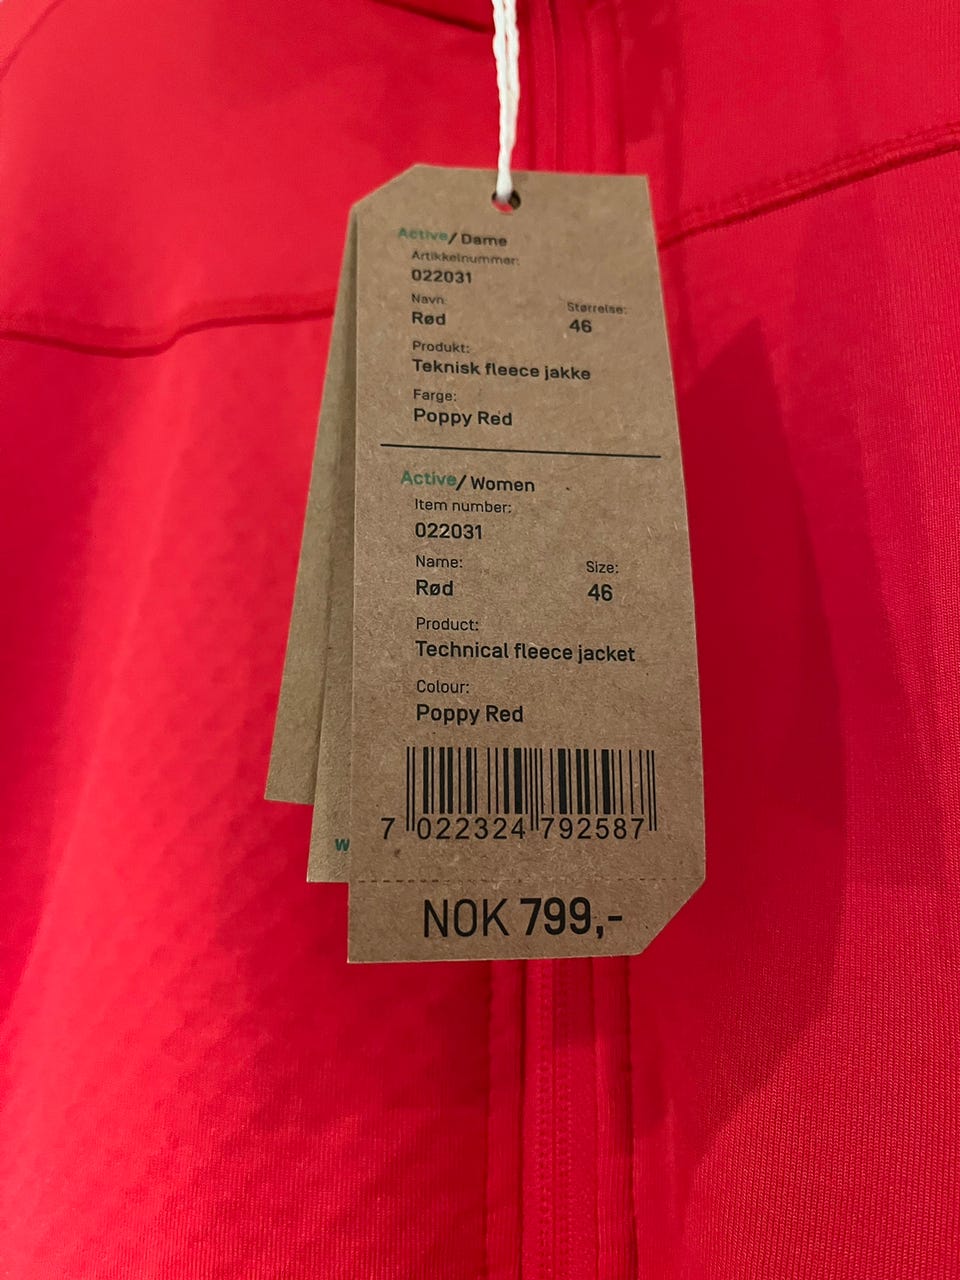 Active/Dame
Artikkelnummer:
022031
Navn:
Rød
Størrelse:
46
Produkt:
Teknisk fleece jakke
Farge:
Poppy Red
Active/Women
Item number:
022031
Name:
Rød
Size:
46
Product:
Technical fleece jacket
Colour:
Poppy Red
7 022324 792587
NOK 799,-